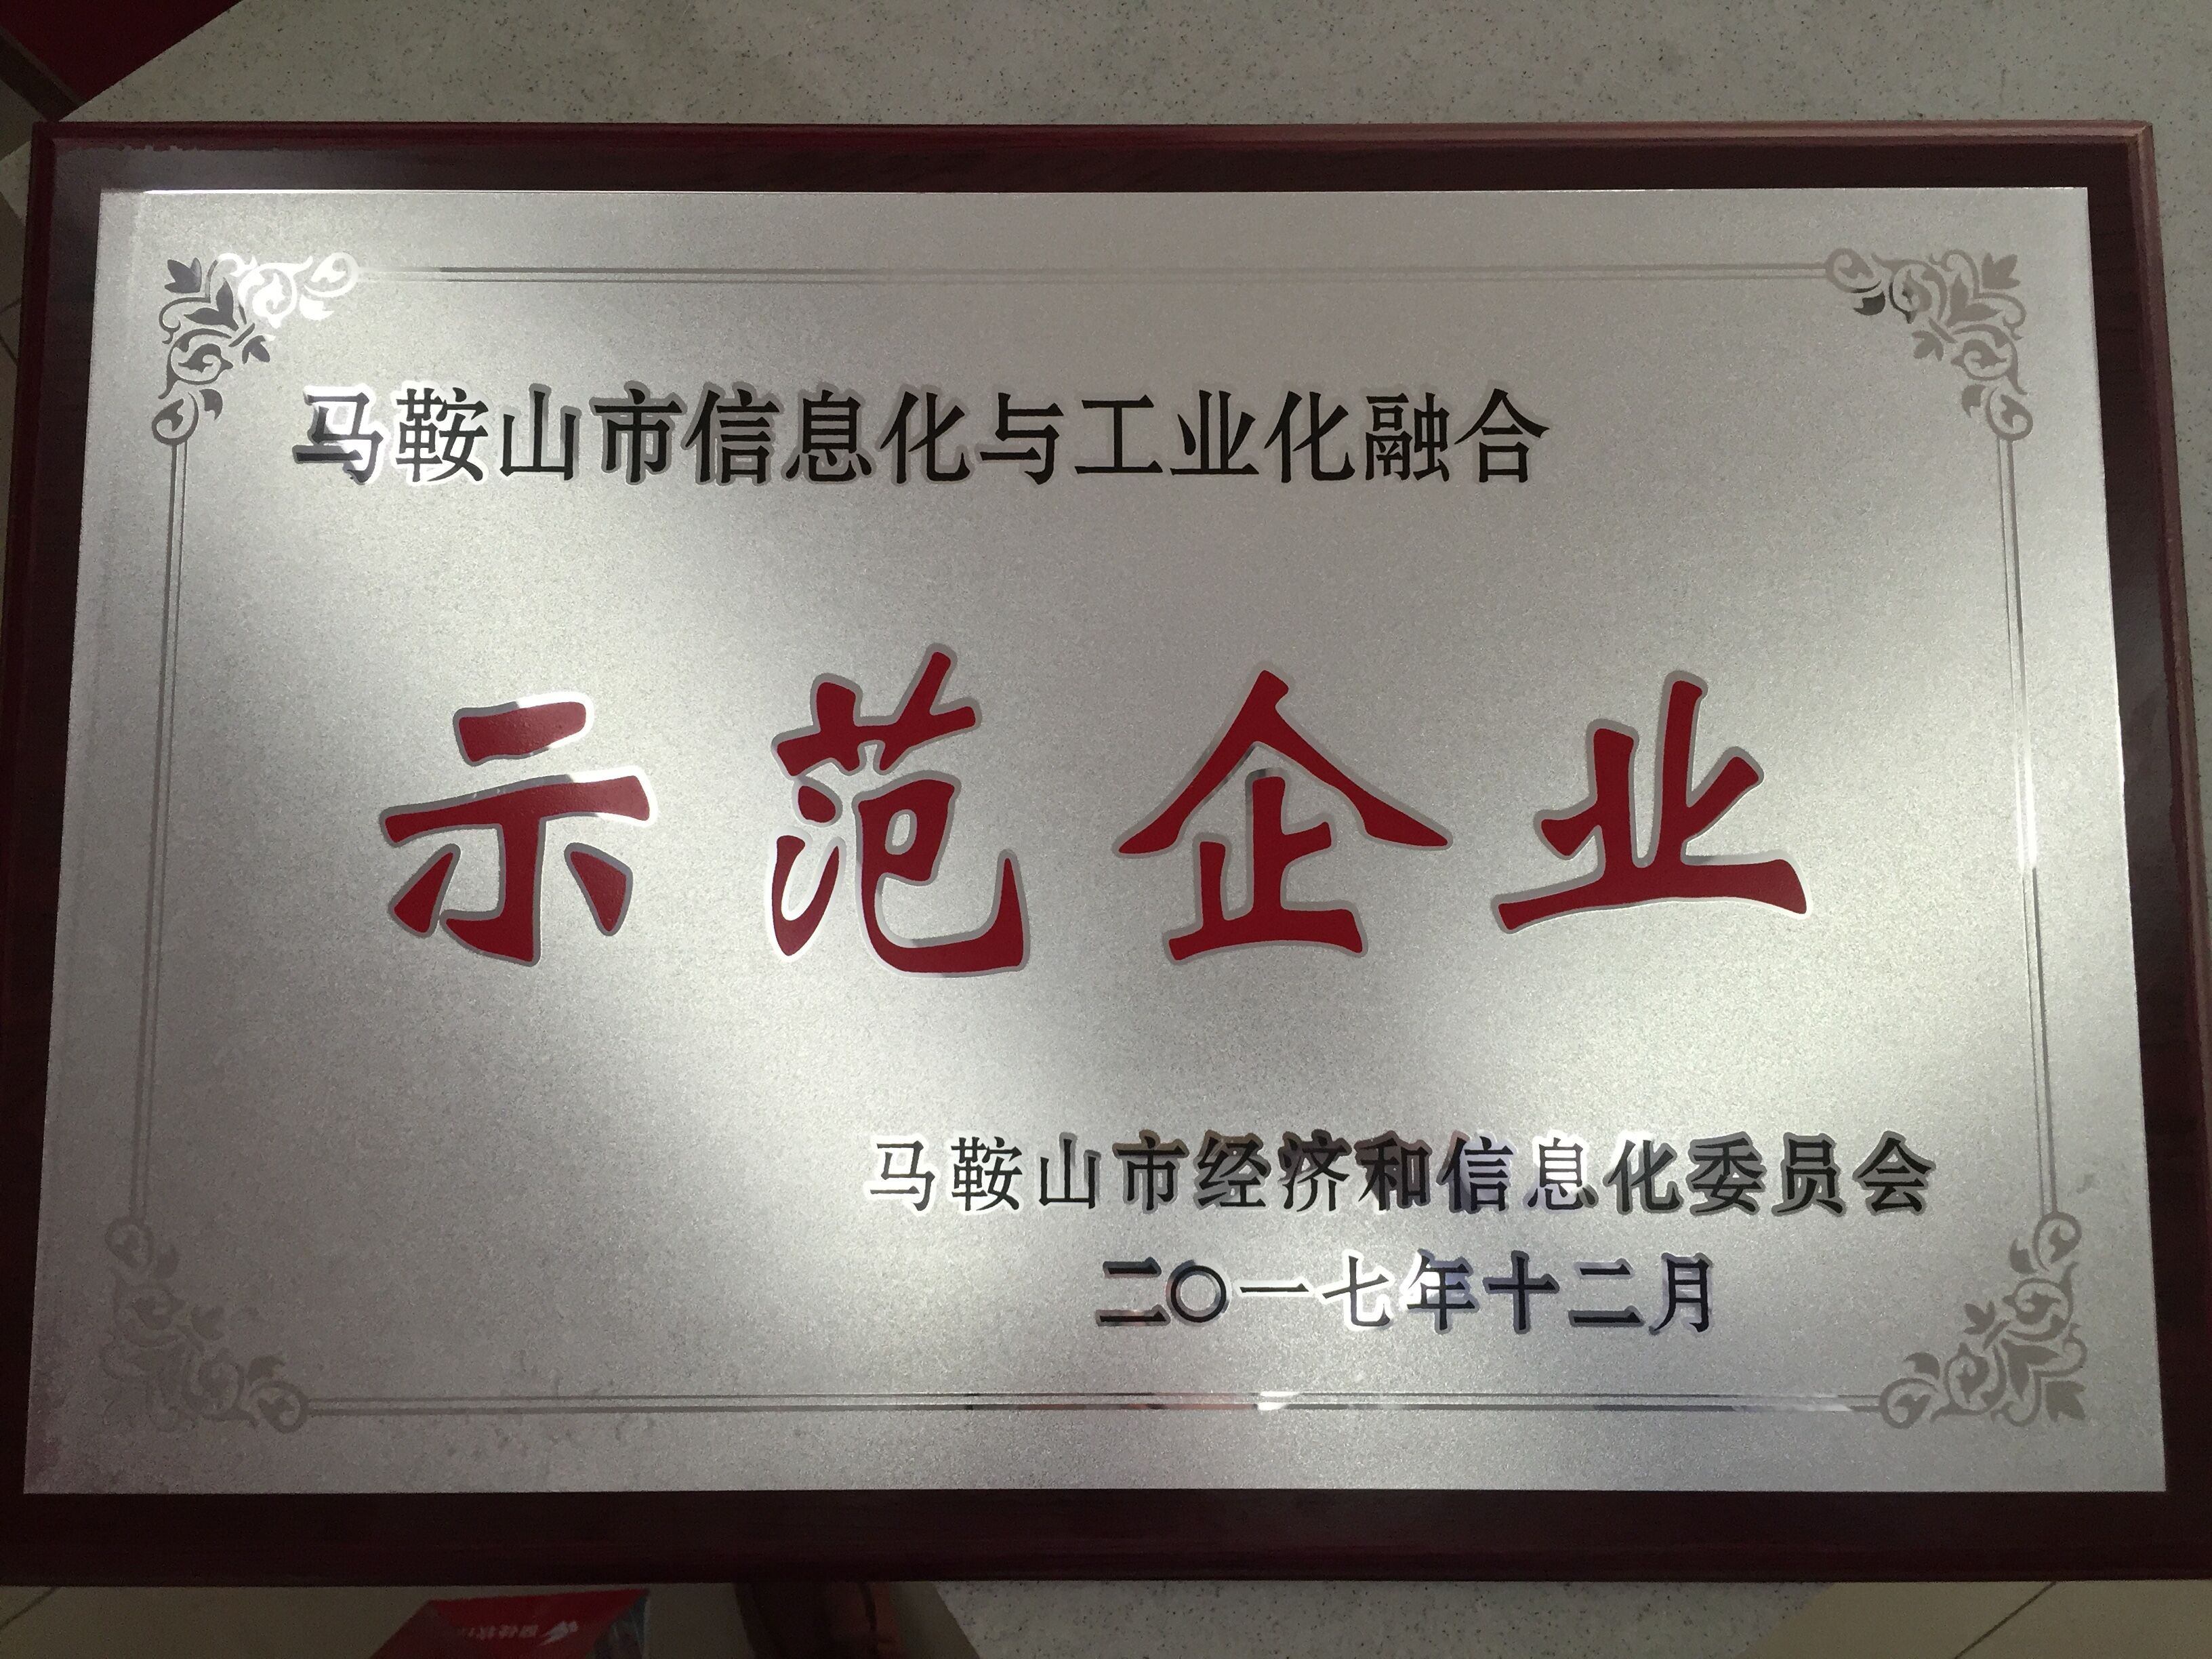 马鞍山市信息化与工业化融合
示范企业
马鞍山市经济和信息化委员会
二〇一七年十二月